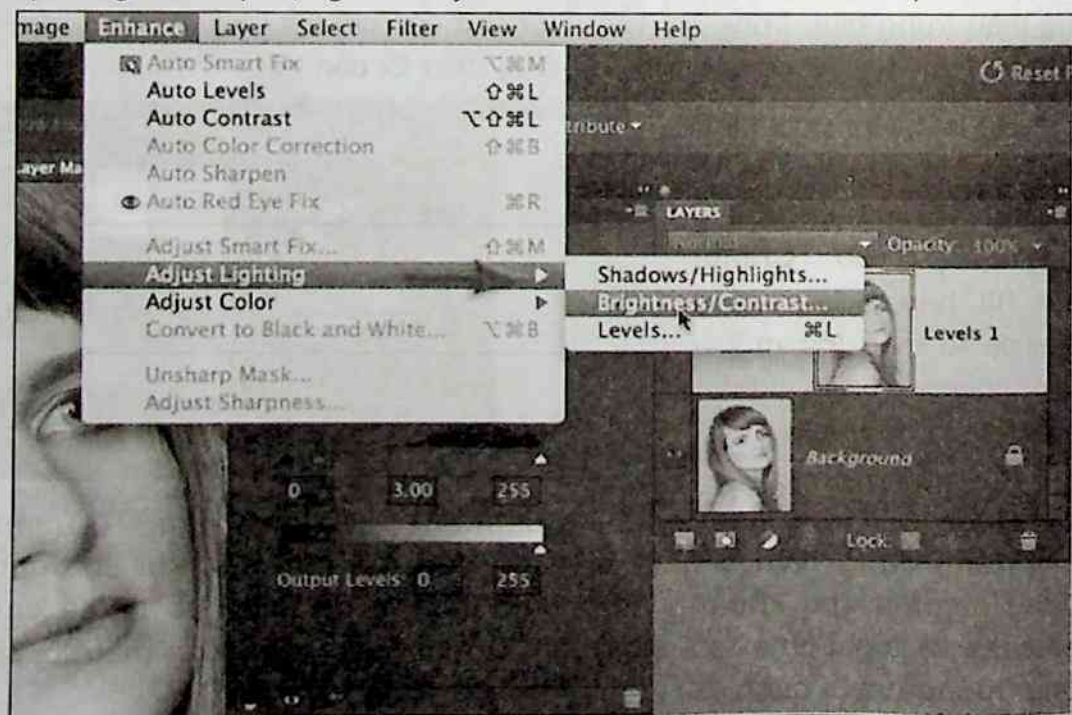 mage Enhance Layer Select Filter View Window Help
Auto Smart Fix ⌥⌘M
Auto Levels ⇧⌘L
Auto Contrast ⌥⇧⌘L
Auto Color Correction ⇧⌘B
Auto Sharpen
Auto Red Eye Fix ⌘R
Adjust Smart Fix... ⇧⌘M
Adjust Lighting
Adjust Color
Convert to Black and White... ⌥⌘B
Unsharp Mask...
Adjust Sharpness...
Shadows/Highlights...
Brightness/Contrast...
Levels... ⌘L
Reset
tribute
ayer Ma
LAYERS
Normal Opacity: 100%
Levels 1
Background
Lock:
0 3.00 255
Output Levels: 0 255